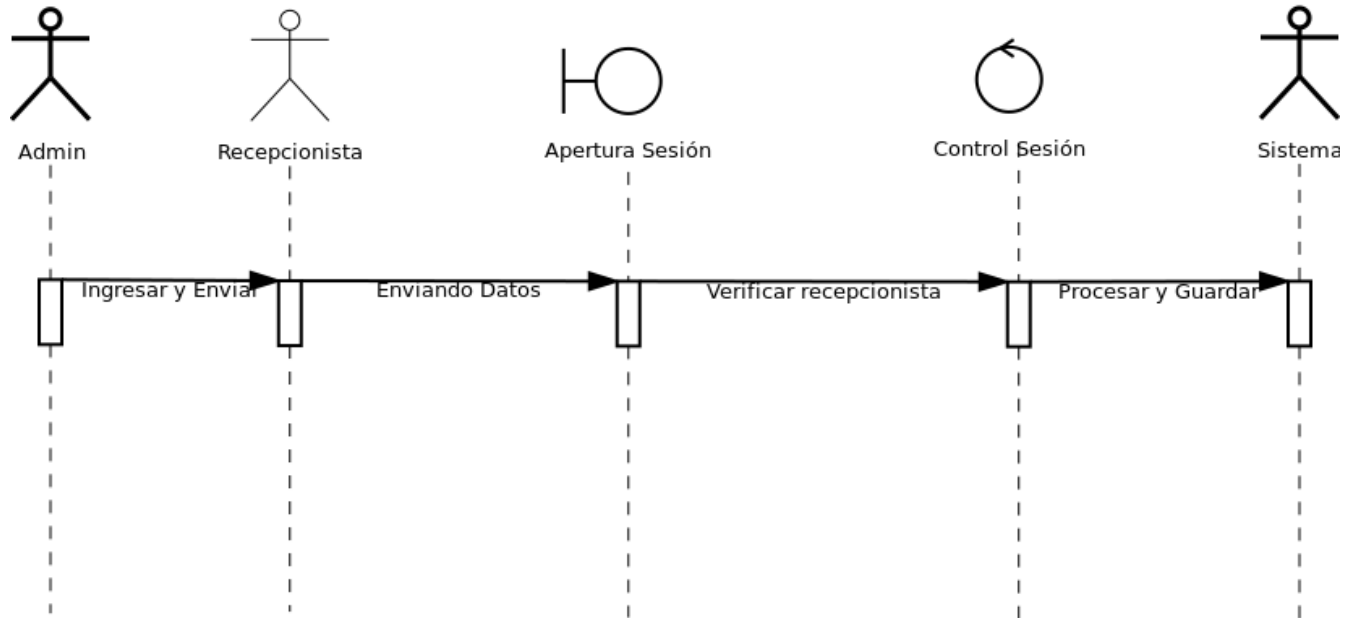 Admin
Recepcionista
Apertura Sesión
Control Sesión
Sistema
Ingresar y Enviar
Enviando Datos
Verificar recepcionista
Procesar y Guardar